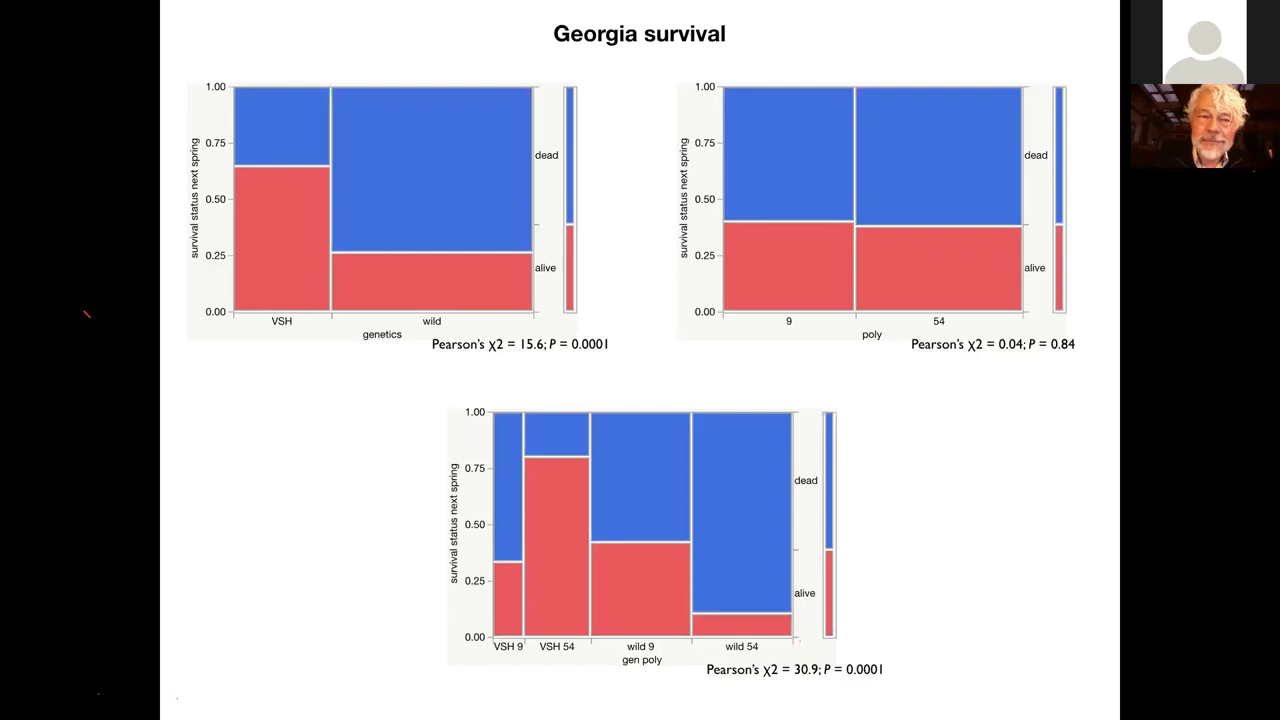 Georgia survival
1.00
0.75
0.50
0.25
0.00
survival status next spring
dead
alive
VSH wild
genetics
Pearson's χ2 = 15.6; P = 0.0001
1.00
0.75
0.50
0.25
0.00
survival status next spring
dead
alive
9 54
poly
Pearson's χ2 = 0.04; P = 0.84
1.00
0.75
0.50
0.25
0.00
survival status next spring
dead
alive
VSH 9 VSH 54 wild 9 wild 54
gen poly
Pearson's χ2 = 30.9; P = 0.0001